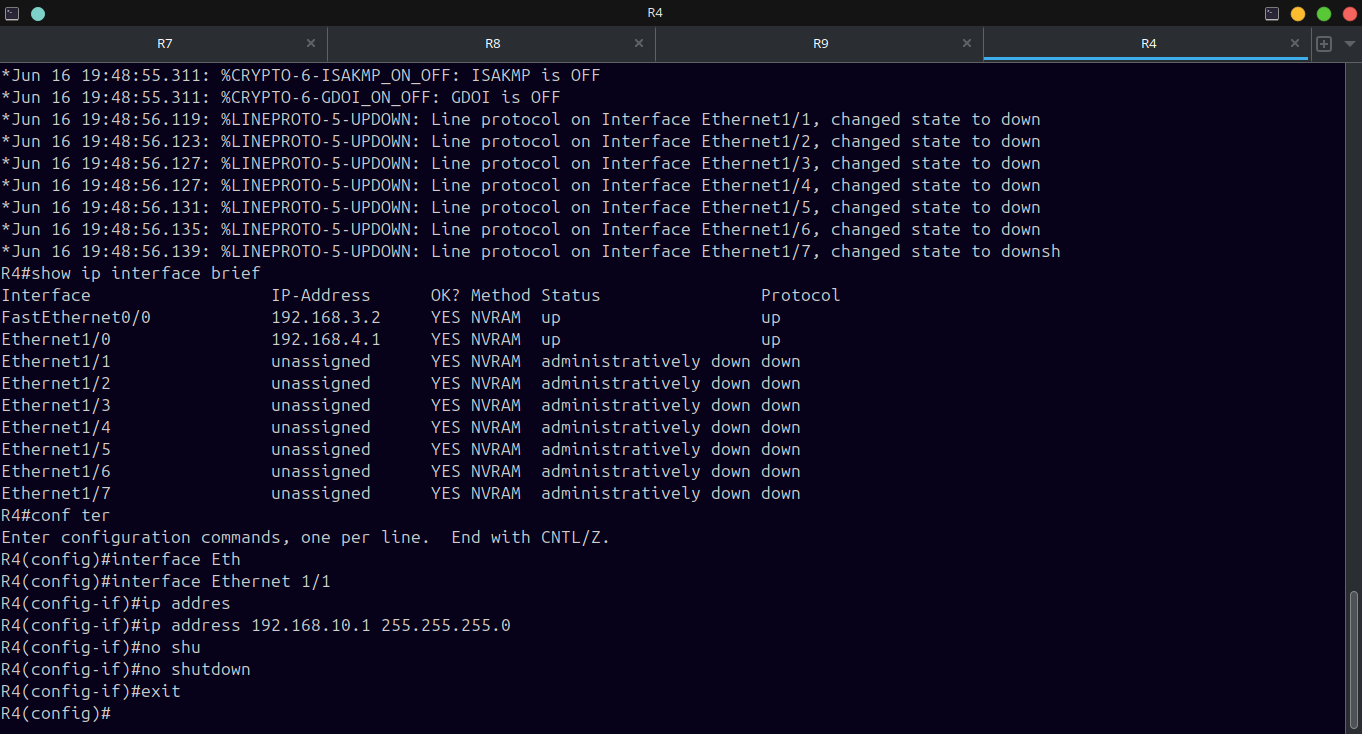 R4
R7 R8 R9 R4
*Jun 16 19:48:55.311: %CRYPTO-6-ISAKMP_ON_OFF: ISAKMP is OFF
*Jun 16 19:48:55.311: %CRYPTO-6-GDOI_ON_OFF: GDOI is OFF
*Jun 16 19:48:56.119: %LINEPROTO-5-UPDOWN: Line protocol on Interface Ethernet1/1, changed state to down
*Jun 16 19:48:56.123: %LINEPROTO-5-UPDOWN: Line protocol on Interface Ethernet1/2, changed state to down
*Jun 16 19:48:56.127: %LINEPROTO-5-UPDOWN: Line protocol on Interface Ethernet1/3, changed state to down
*Jun 16 19:48:56.127: %LINEPROTO-5-UPDOWN: Line protocol on Interface Ethernet1/4, changed state to down
*Jun 16 19:48:56.131: %LINEPROTO-5-UPDOWN: Line protocol on Interface Ethernet1/5, changed state to down
*Jun 16 19:48:56.135: %LINEPROTO-5-UPDOWN: Line protocol on Interface Ethernet1/6, changed state to down
*Jun 16 19:48:56.139: %LINEPROTO-5-UPDOWN: Line protocol on Interface Ethernet1/7, changed state to downsh
R4#show ip interface brief
Interface                  IP-Address      OK? Method Status                Protocol
FastEthernet0/0            192.168.3.2     YES NVRAM  up                    up
Ethernet1/0                192.168.4.1     YES NVRAM  up                    up
Ethernet1/1                unassigned      YES NVRAM  administratively down down
Ethernet1/2                unassigned      YES NVRAM  administratively down down
Ethernet1/3                unassigned      YES NVRAM  administratively down down
Ethernet1/4                unassigned      YES NVRAM  administratively down down
Ethernet1/5                unassigned      YES NVRAM  administratively down down
Ethernet1/6                unassigned      YES NVRAM  administratively down down
Ethernet1/7                unassigned      YES NVRAM  administratively down down
R4#conf ter
Enter configuration commands, one per line.  End with CNTL/Z.
R4(config)#interface Eth
R4(config)#interface Ethernet 1/1
R4(config-if)#ip addres
R4(config-if)#ip address 192.168.10.1 255.255.255.0
R4(config-if)#no shu
R4(config-if)#no shutdown
R4(config-if)#exit
R4(config)#